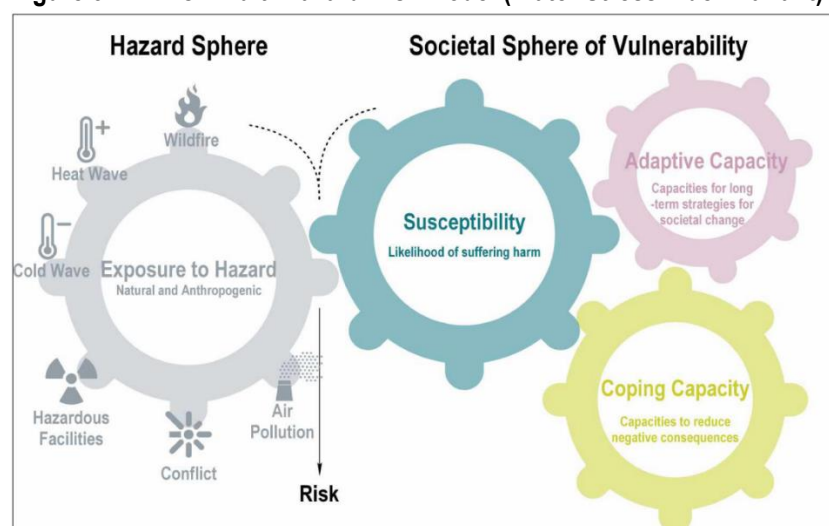 Hazard Sphere
Societal Sphere of Vulnerability
Wildfire
Heat Wave
Cold Wave
Exposure to Hazard
Natural and Anthropogenic
Hazardous
Facilities
Conflict
Air
Pollution
Risk
Susceptibility
Likelihood of suffering harm
Adaptive Capacity
Capacities for long
-term strategies for
societal change
Coping Capacity
Capacities to reduce
negative consequences